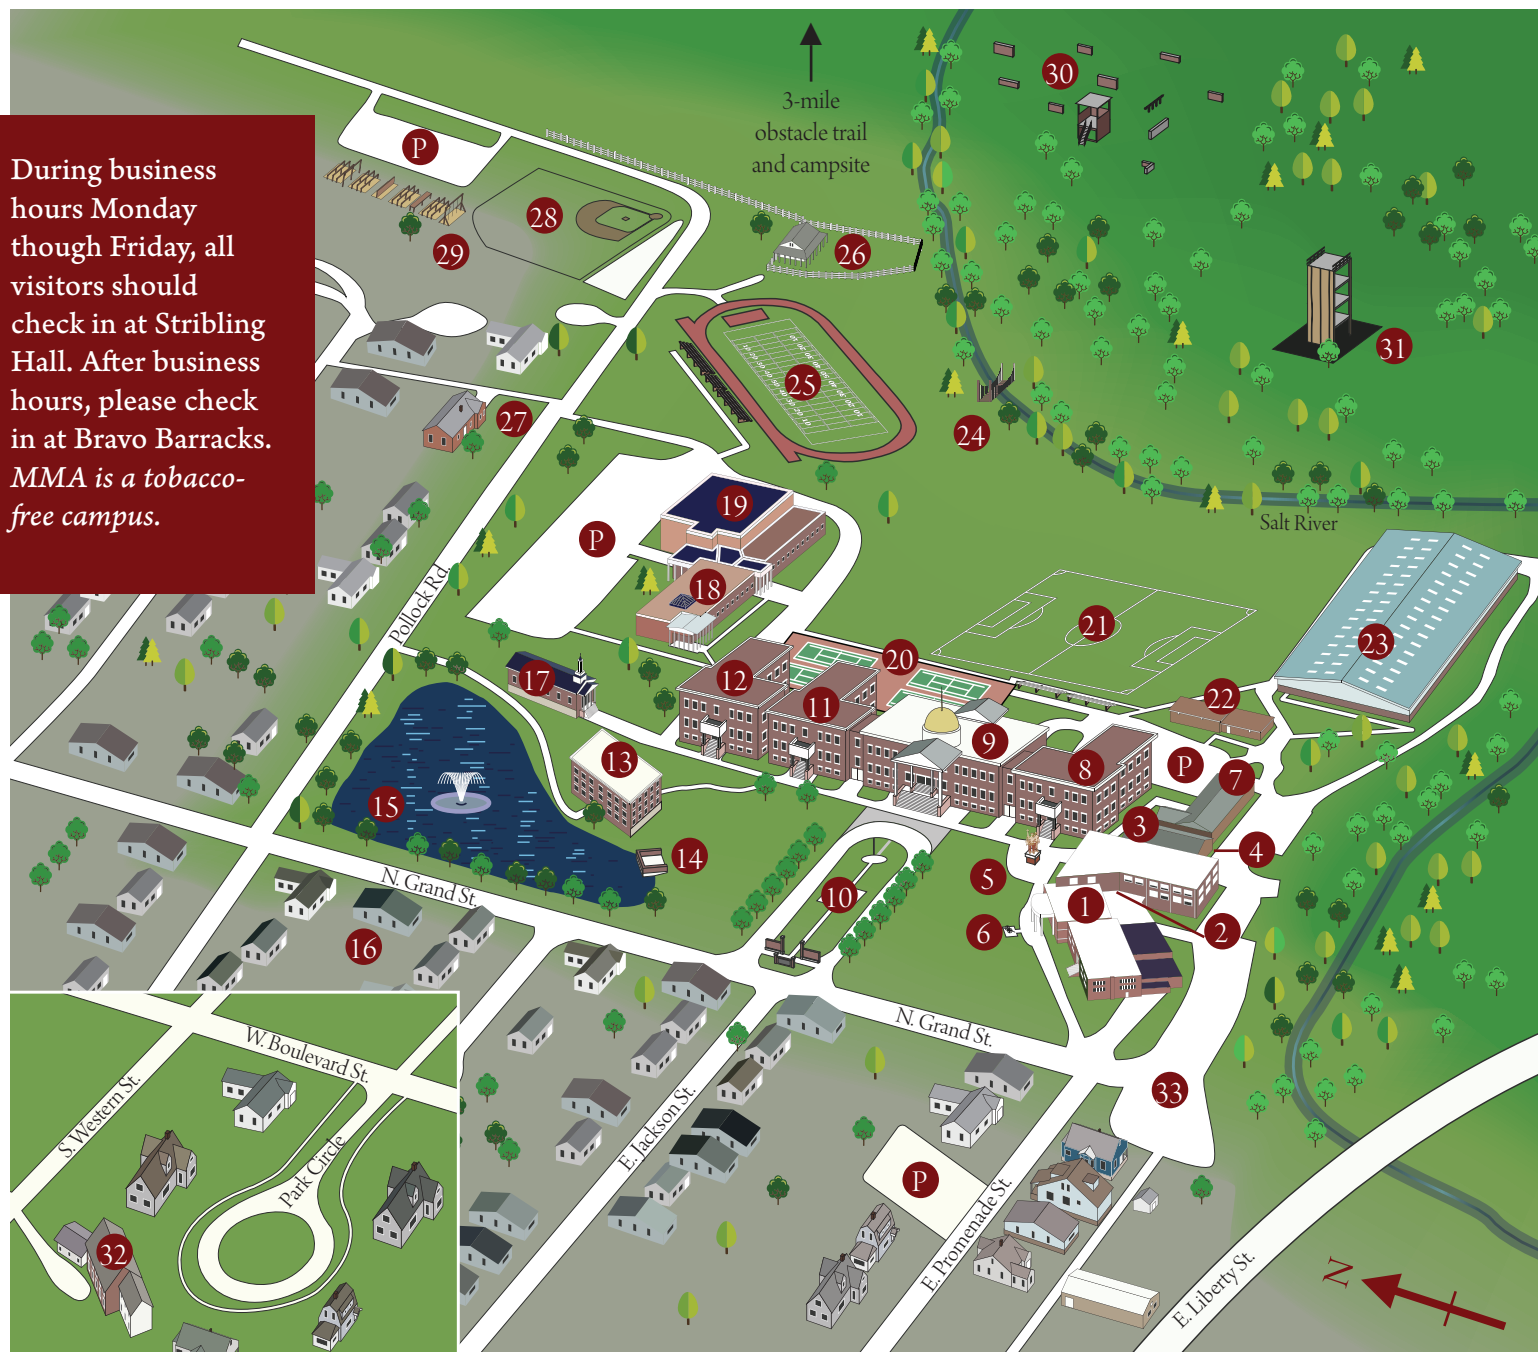 3-mile
obstacle trail
and campsite
During business
hours Monday
though Friday, all
visitors should
check in at Stribling
Hall. After business
hours, please check
in at Bravo Barracks.
MMA is a tobacco-
free campus.
P
30
28
29
26
31
25
27
24
19
P
Salt River
18
Pollock Rd.
21
23
20
17
12
11
22
9
13
8
P
7
15
3
14
4
5
N. Grand St.
10
1
2
6
16
N. Grand St.
W. Boulevard St.
33
S. Western St.
E. Jackson St.
Park Circle
P
E. Promenade St.
32
E. Liberty St.
N